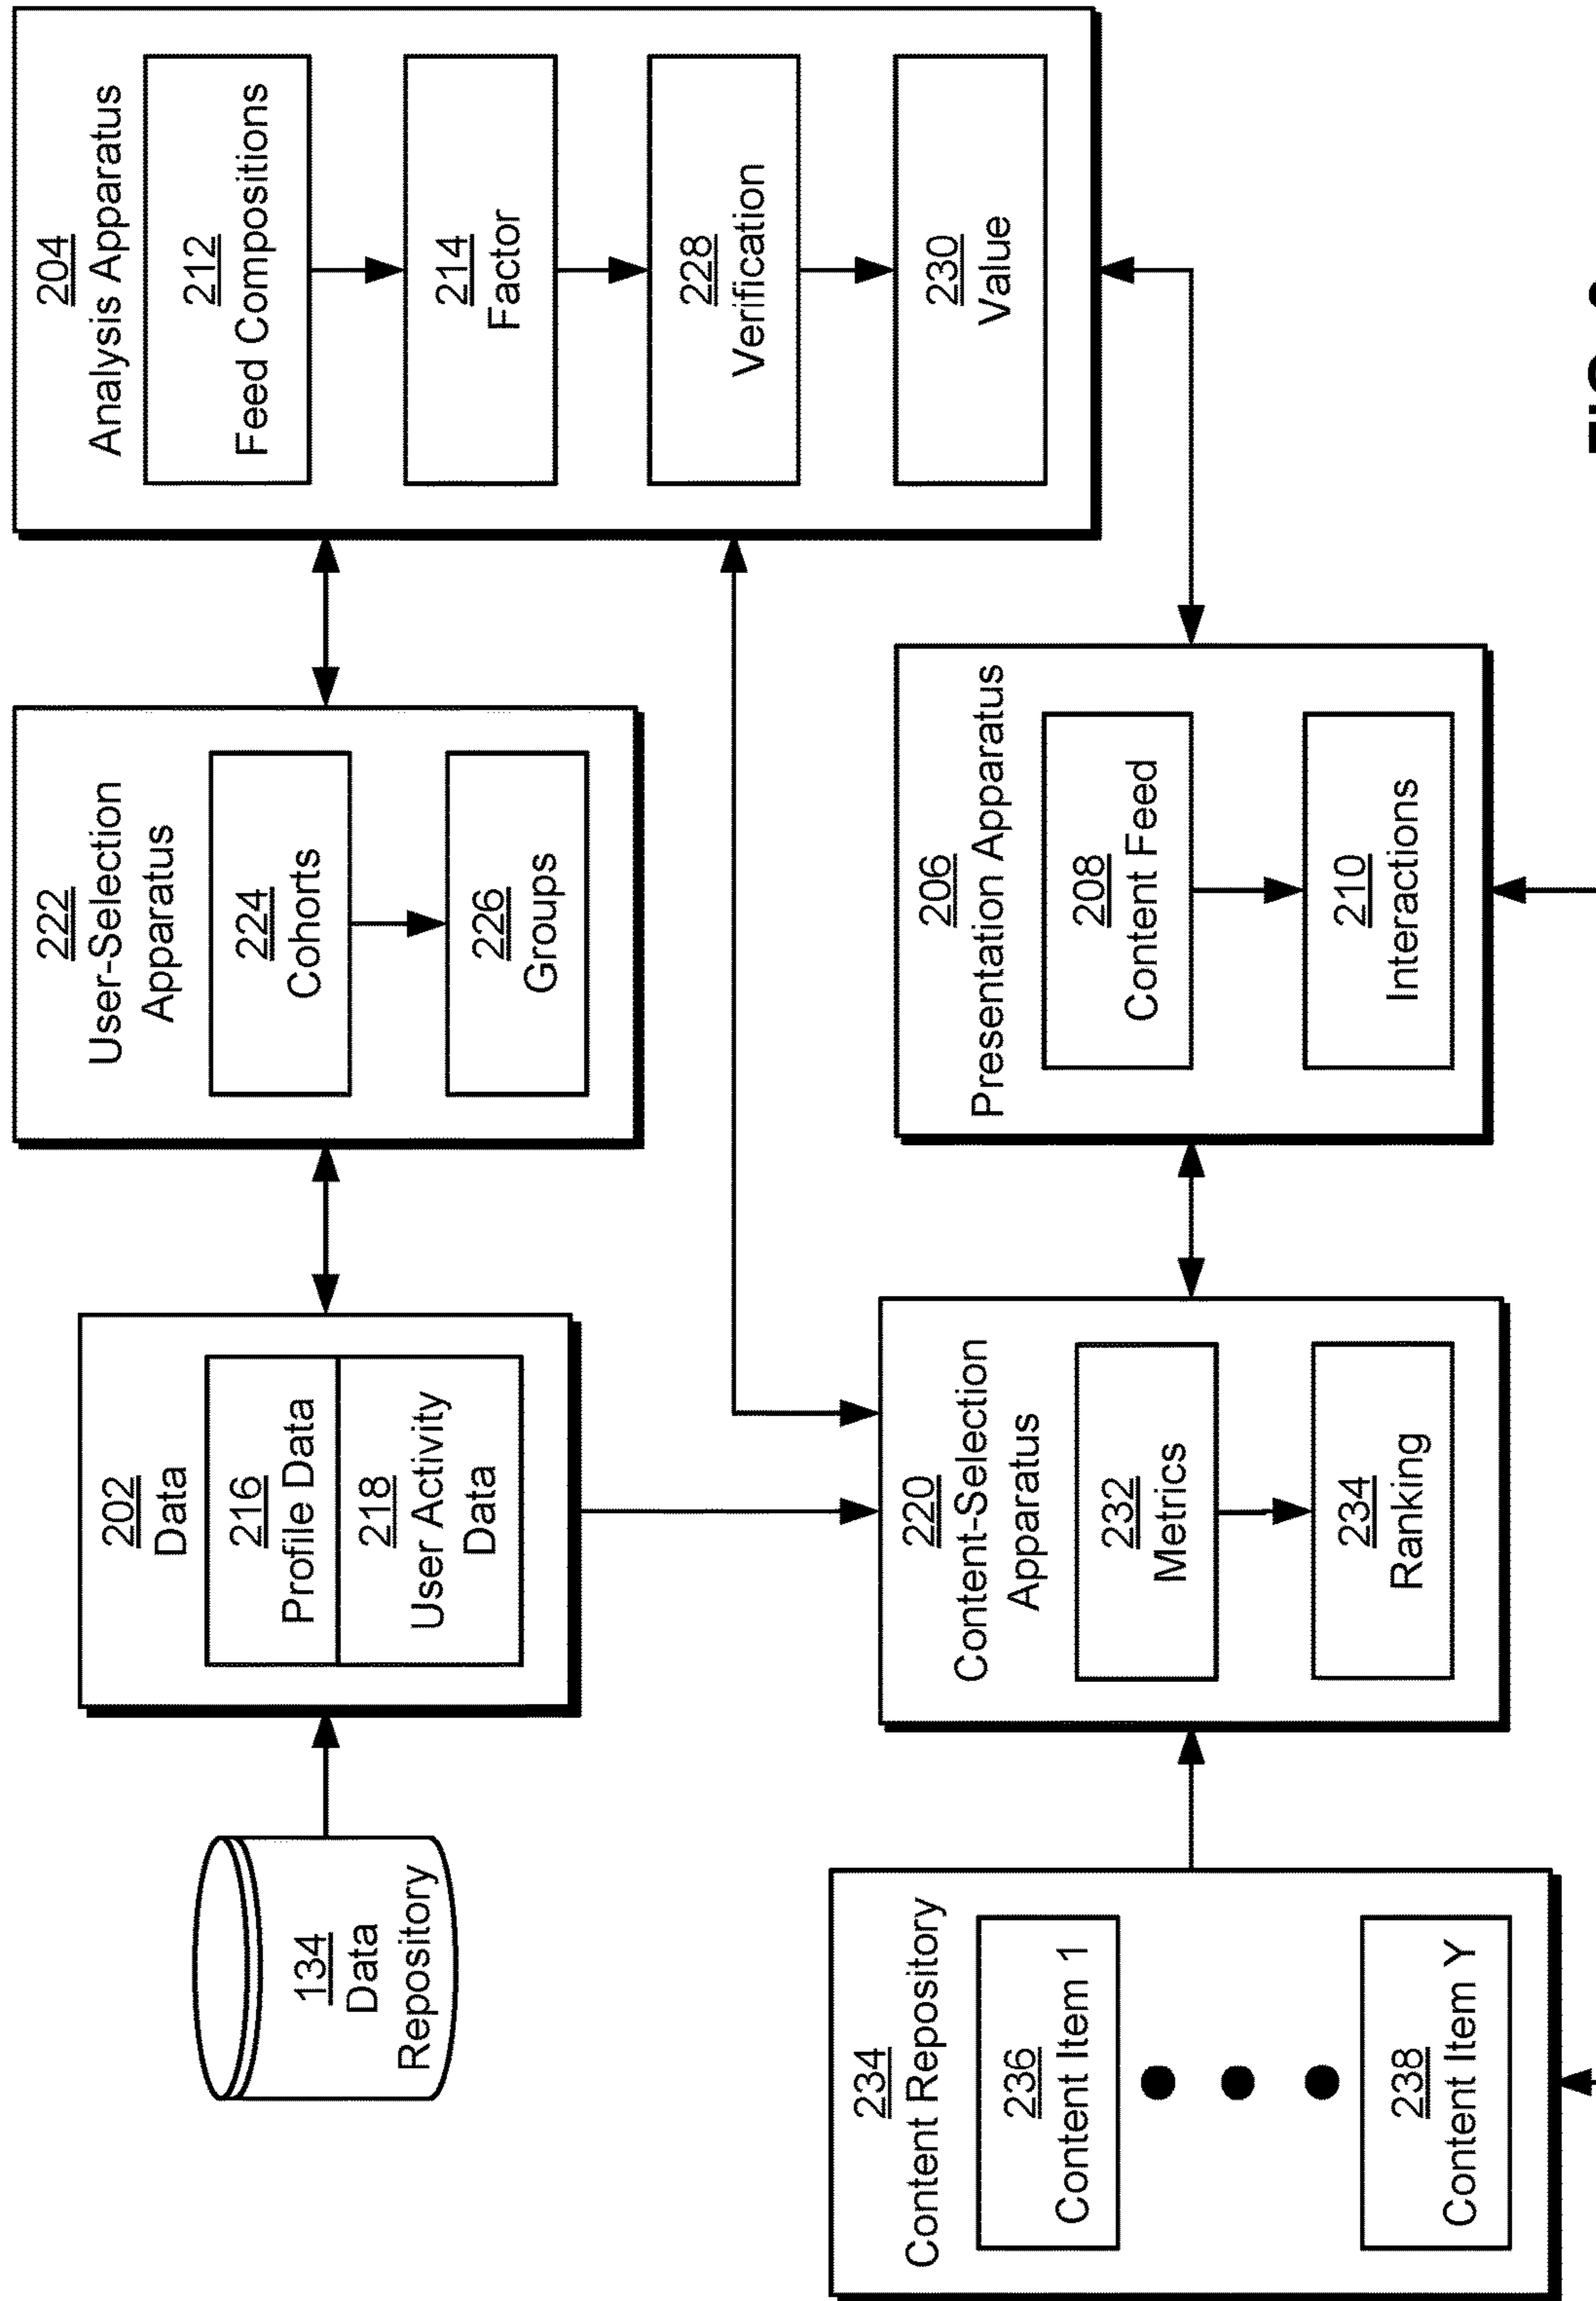 134
Data
Repository
202
Data
216
Profile Data
218
User Activity
Data
222
User-Selection
Apparatus
224
Cohorts
226
Groups
204
Analysis Apparatus
212
Feed Compositions
214
Factor
228
Verification
230
Value
234
Content Repository
236
Content Item 1
238
Content Item Y
220
Content-Selection
Apparatus
232
Metrics
234
Ranking
206
Presentation Apparatus
208
Content Feed
210
Interactions